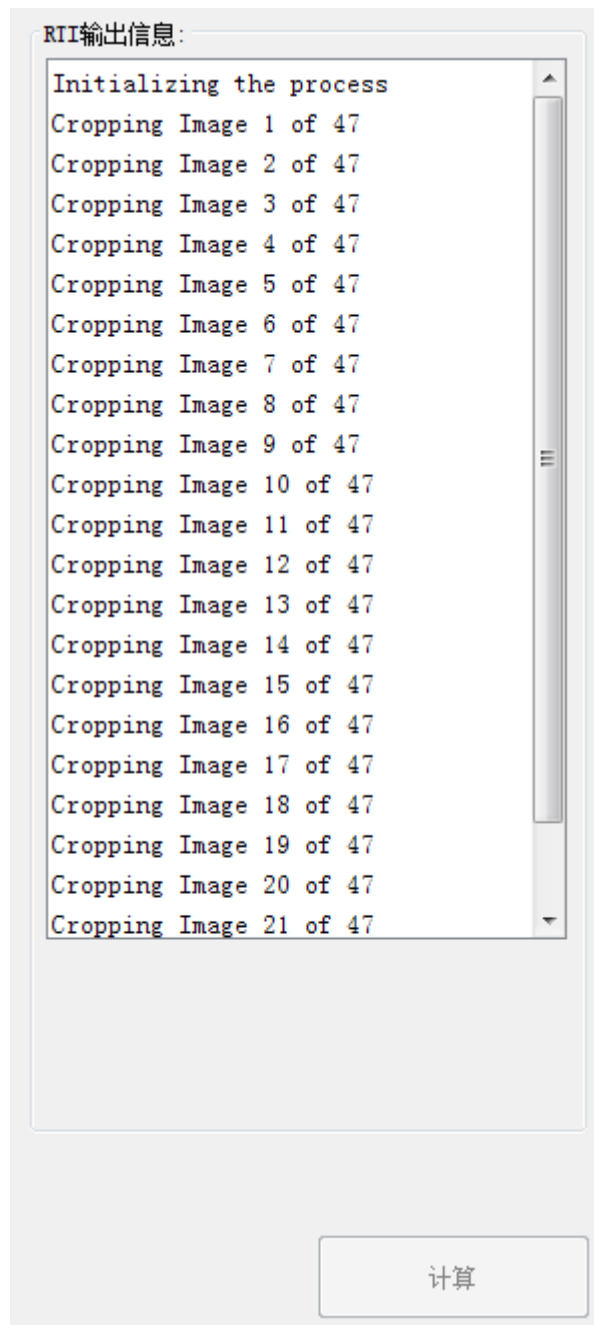 RTI输出信息:
Initializing the process
Cropping Image 1 of 47
Cropping Image 2 of 47
Cropping Image 3 of 47
Cropping Image 4 of 47
Cropping Image 5 of 47
Cropping Image 6 of 47
Cropping Image 7 of 47
Cropping Image 8 of 47
Cropping Image 9 of 47
Cropping Image 10 of 47
Cropping Image 11 of 47
Cropping Image 12 of 47
Cropping Image 13 of 47
Cropping Image 14 of 47
Cropping Image 15 of 47
Cropping Image 16 of 47
Cropping Image 17 of 47
Cropping Image 18 of 47
Cropping Image 19 of 47
Cropping Image 20 of 47
Cropping Image 21 of 47
计算